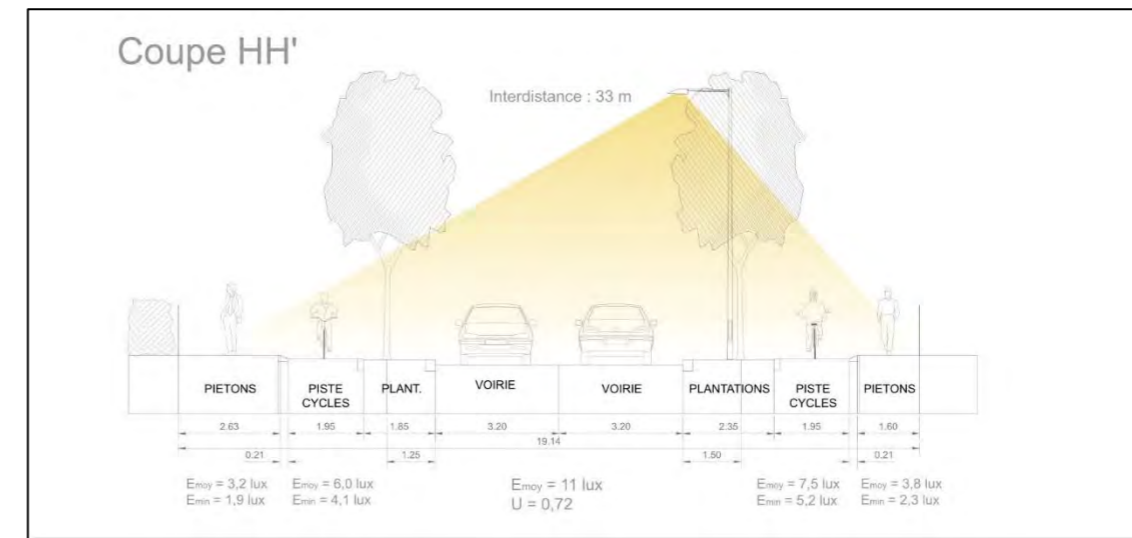 Coupe HH'
Interdistance : 33 m
PIETONS
PISTE
CYCLES
PLANT.
VOIRIE
VOIRIE
PLANTATIONS
PISTE
CYCLES
PIETONS
2.63
1.95
1.85
3.20
3.20
2.35
1.95
1.60
19.14
0.21
1.25
1.50
0.21
Emoy = 3,2 lux
Emin = 1,9 lux
Emoy = 6,0 lux
Emin = 4,1 lux
Emoy = 11 lux
U = 0,72
Emoy = 7,5 lux
Emin = 5,2 lux
Emoy = 3,8 lux
Emin = 2,3 lux